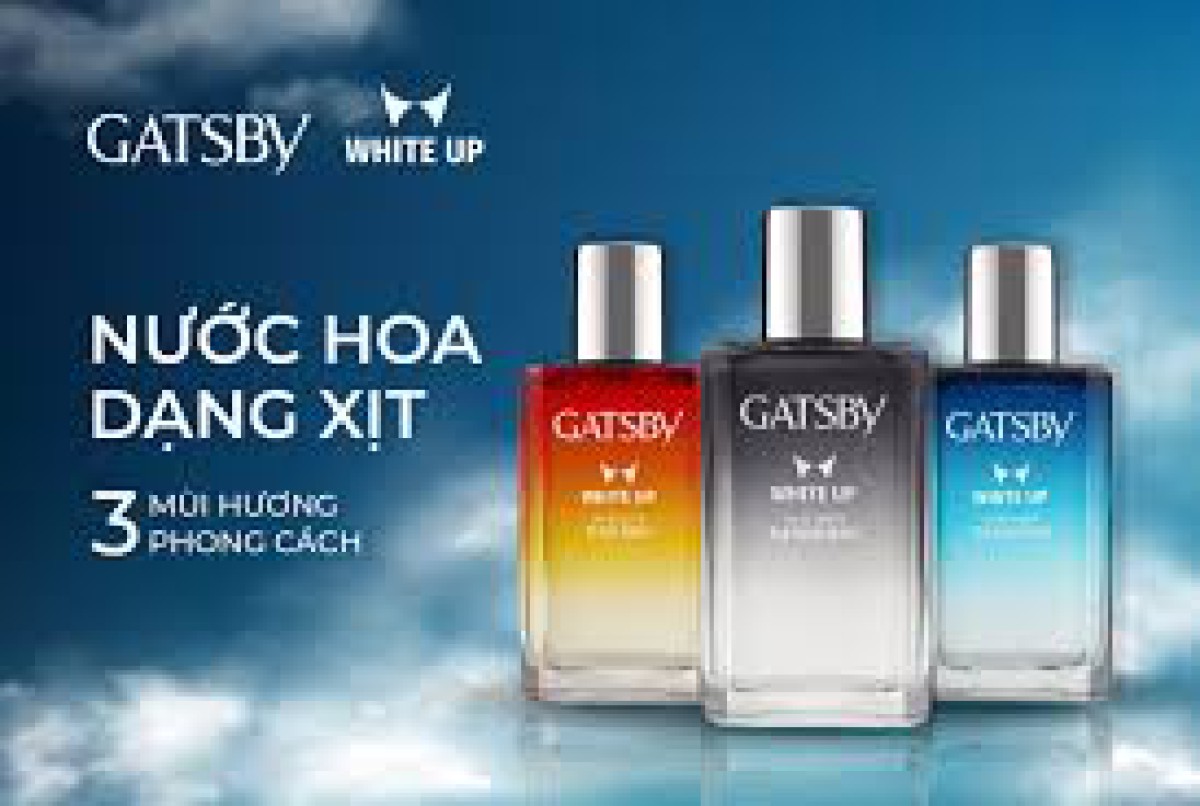 GATSBY
WHITE UP
NƯỚC HOA
DẠNG XỊT
3 MÙI HƯƠNG
PHONG CÁCH
GATSBY
WHITE UP
GATSBY
WHITE UP
GATSBY
WHITE UP